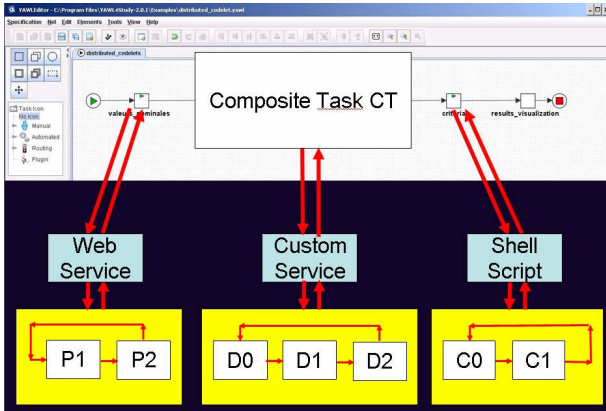 YAWLEditor - C:\Program Files\YAWL4Study-2.0.1\Examples\distributed_codelet.yawl
Specification Net Edit Elements Tools View Help
distributed_codelets
Task Icon
No Icon
Manual
Automated
Routing
Plugin
valeurs_nominales
Composite Task CT
criteria
results_visualization
Web
Service
Custom
Service
Shell
Script
P1
P2
D0
D1
D2
C0
C1